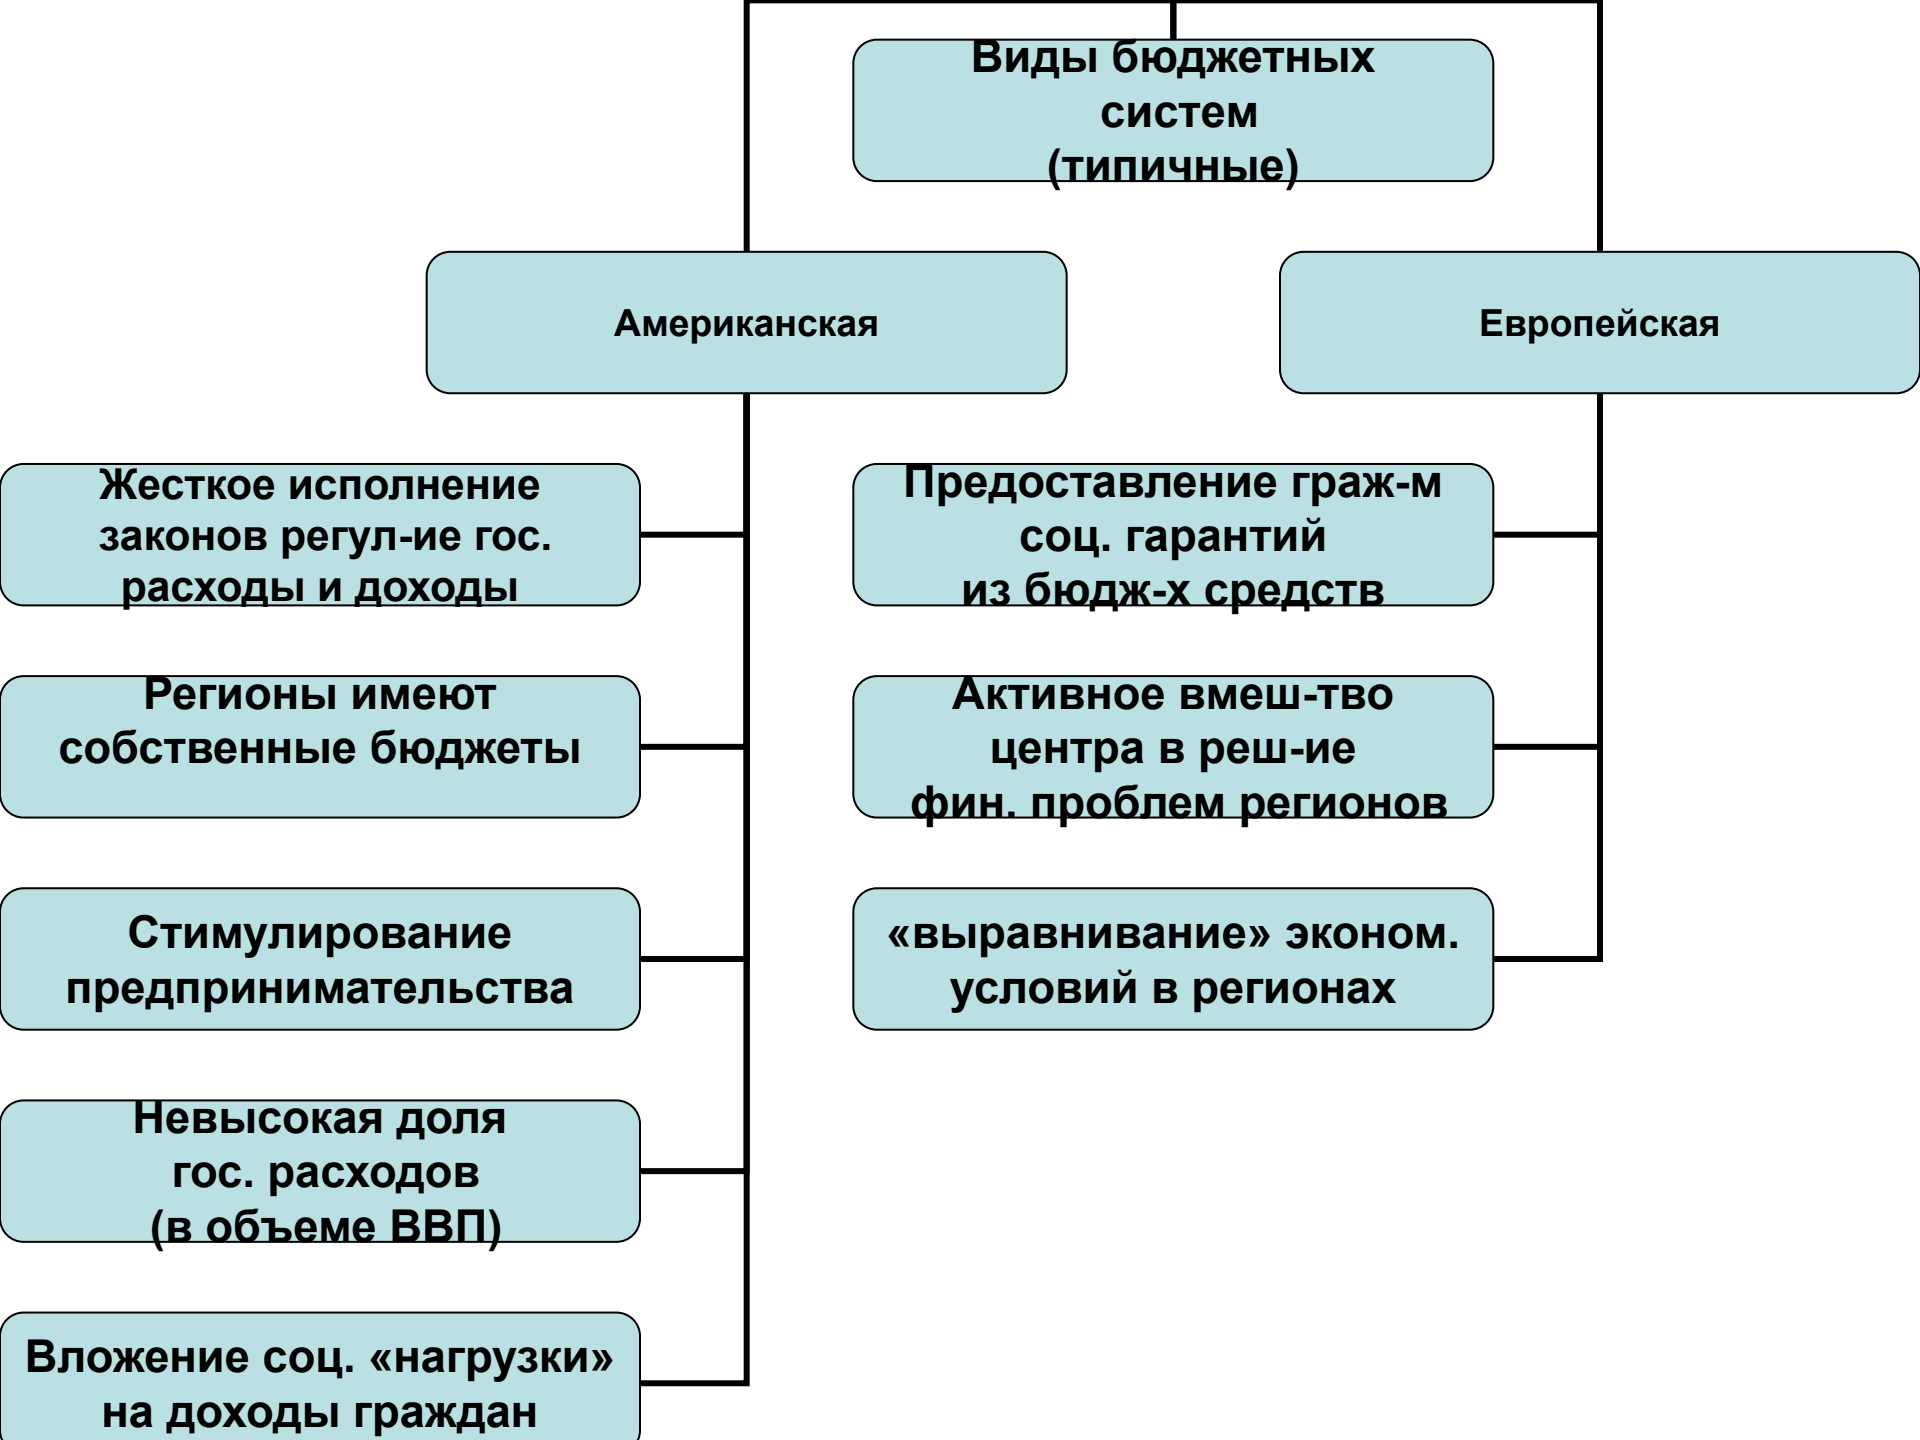 Виды бюджетных
систем
(типичные)
Американская
Европейская
Жесткое исполнение
законов регул-ие гос.
расходы и доходы
Регионы имеют
собственные бюджеты
Стимулирование
предпринимательства
Невысокая доля
гос. расходов
(в объеме ВВП)
Вложение соц. «нагрузки»
на доходы граждан
Предоставление граж-м
соц. гарантий
из бюдж-х средств
Активное вмеш-тво
центра в реш-ие
фин. проблем регионов
«выравнивание» эконом.
условий в регионах